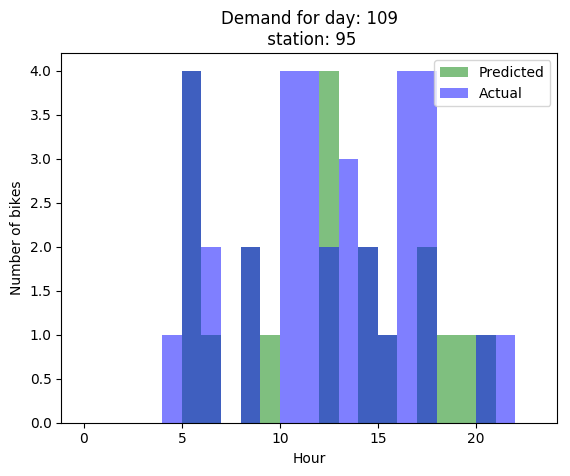 Demand for day: 109
station: 95
Predicted
Actual
Number of bikes
4.0
3.5
3.0
2.5
2.0
1.5
1.0
0.5
0.0
0 5 10 15 20
Hour